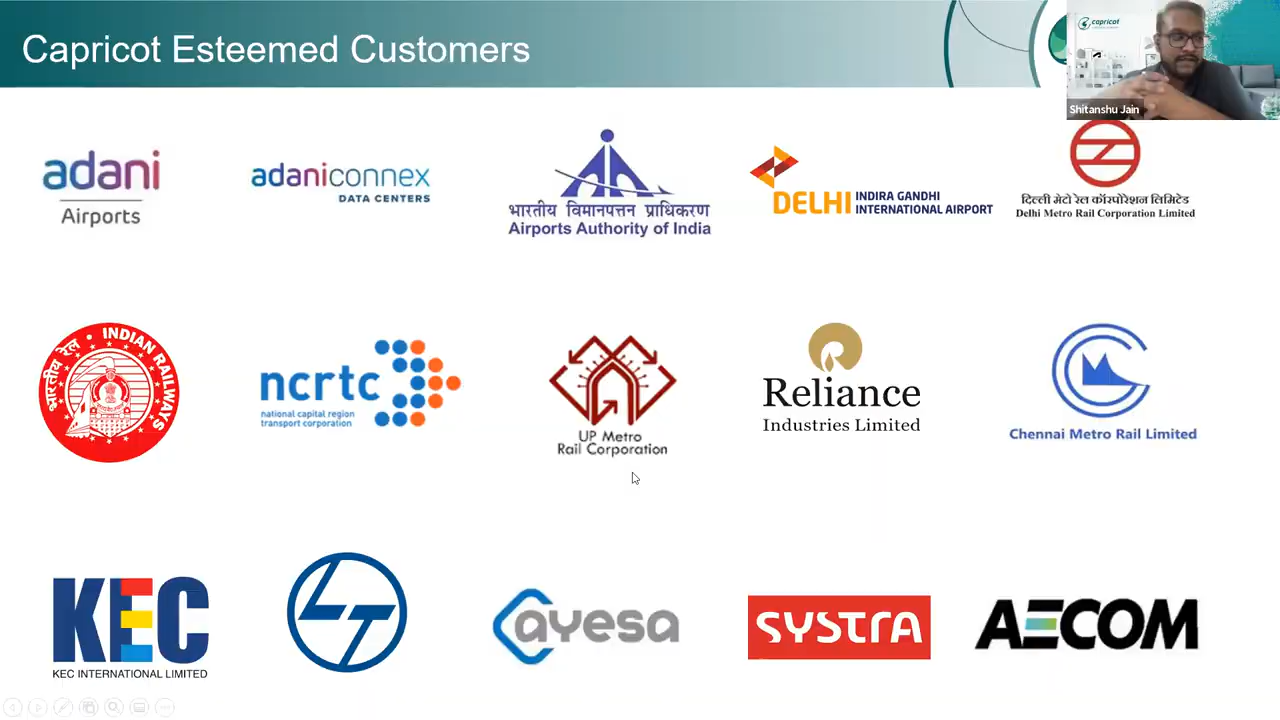 Capricot Esteemed Customers
capricot
Shitanshu Jain
adani
Airports
adaniconnex
DATA CENTERS
भारतीय विमानपत्तन प्राधिकरण
Airports Authority of India
DELHI INDIRA GANDHI
INTERNATIONAL AIRPORT
दिल्ली मेट्रो रेल कॉरपोरेशन लिमिटेड
Delhi Metro Rail Corporation Limited
भारतीय रेल • INDIAN RAILWAYS
ncrtc
national capital region
transport corporation
UP Metro
Rail Corporation
Reliance
Industries Limited
Chennai Metro Rail Limited
KEC
KEC INTERNATIONAL LIMITED
LT
ayesa
SYSTRA
AECOM